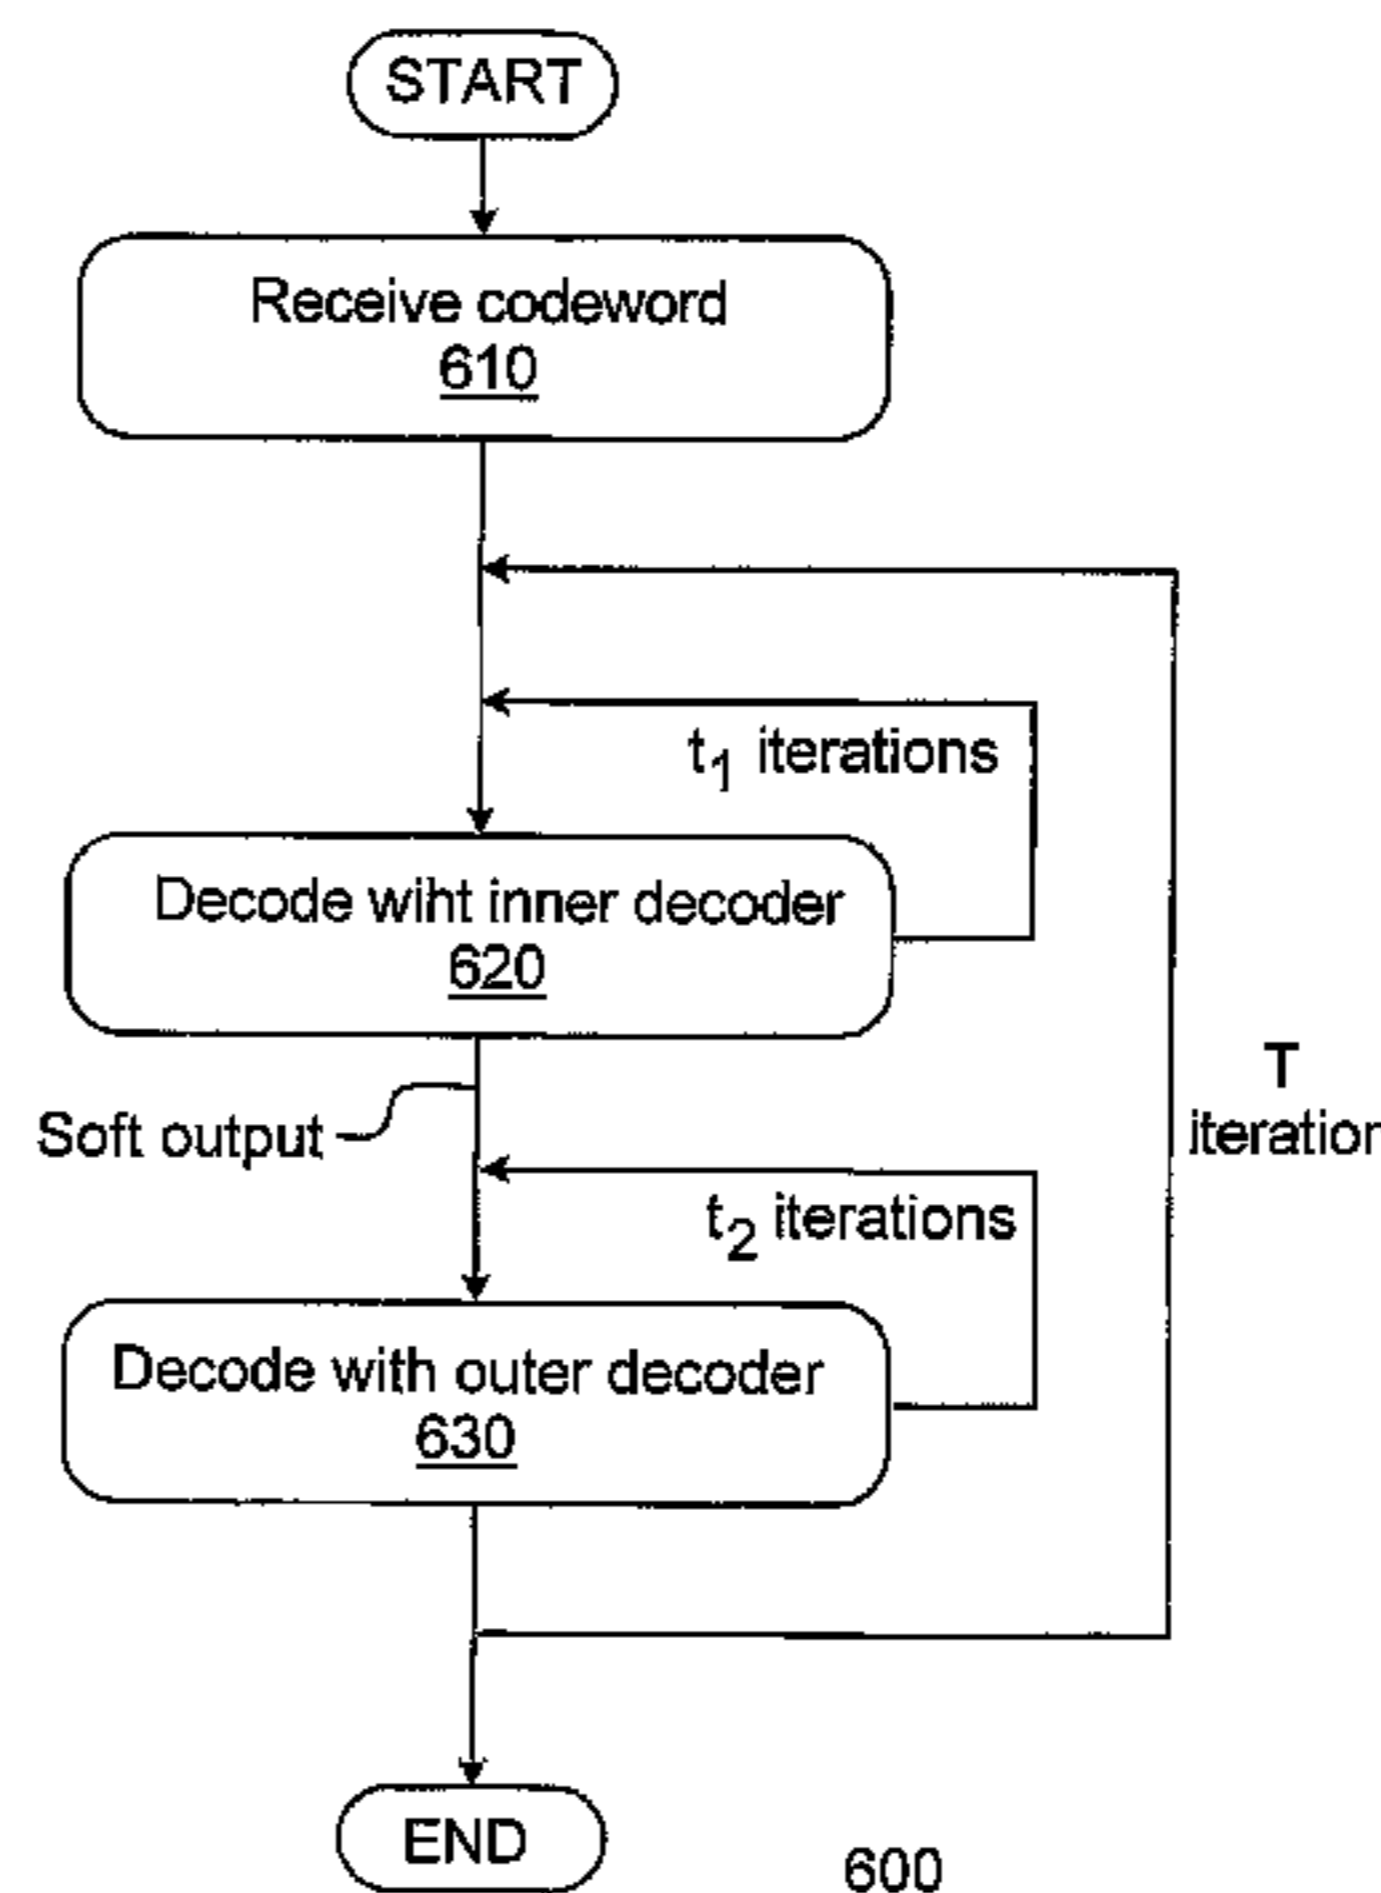 START
Receive codeword
610
t1 iterations
Decode wiht inner decoder
620
T
iteration
Soft output
t2 iterations
Decode with outer decoder
630
END
600